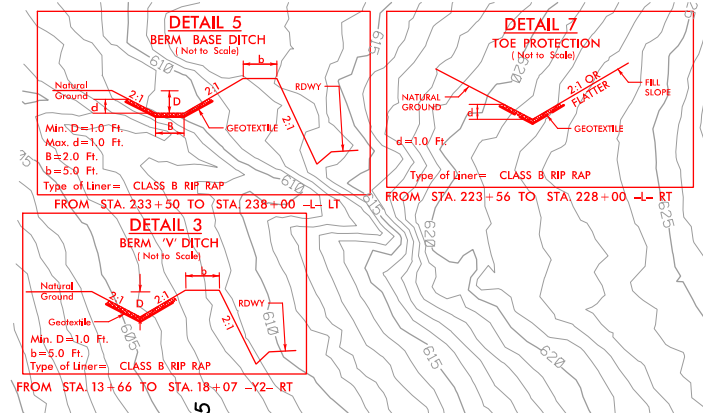 DETAIL 5
BERM BASE DITCH
( Not to Scale)
b
Natural
Ground
2:1
D
2:1
d
B
GEOTEXTILE
2:1
RDWY
Min. D=1.0 Ft.
Max. d=1.0 Ft.
B=2.0 Ft.
b=5.0 Ft.
Type of Liner= CLASS B RIP RAP
FROM STA. 233+50 TO STA. 238+00 -L- LT
DETAIL 7
TOE PROTECTION
( Not to Scale)
NATURAL
GROUND
2:1 OR
FLATTER
FILL
SLOPE
d
GEOTEXTILE
d=1.0 Ft.
Type of Liner= CLASS B RIP RAP
FROM STA. 223+56 TO STA. 228+00 -L- RT
DETAIL 3
BERM 'V' DITCH
( Not to Scale)
b
Natural
Ground
2:1
D
2:1
Geotextile
2:1
RDWY
Min. D=1.0 Ft.
b=5.0 Ft.
Type of Liner= CLASS B RIP RAP
FROM STA. 13+66 TO STA. 18+07 -Y2- RT
610
615
620
610
615
620
625
605
610
615
5